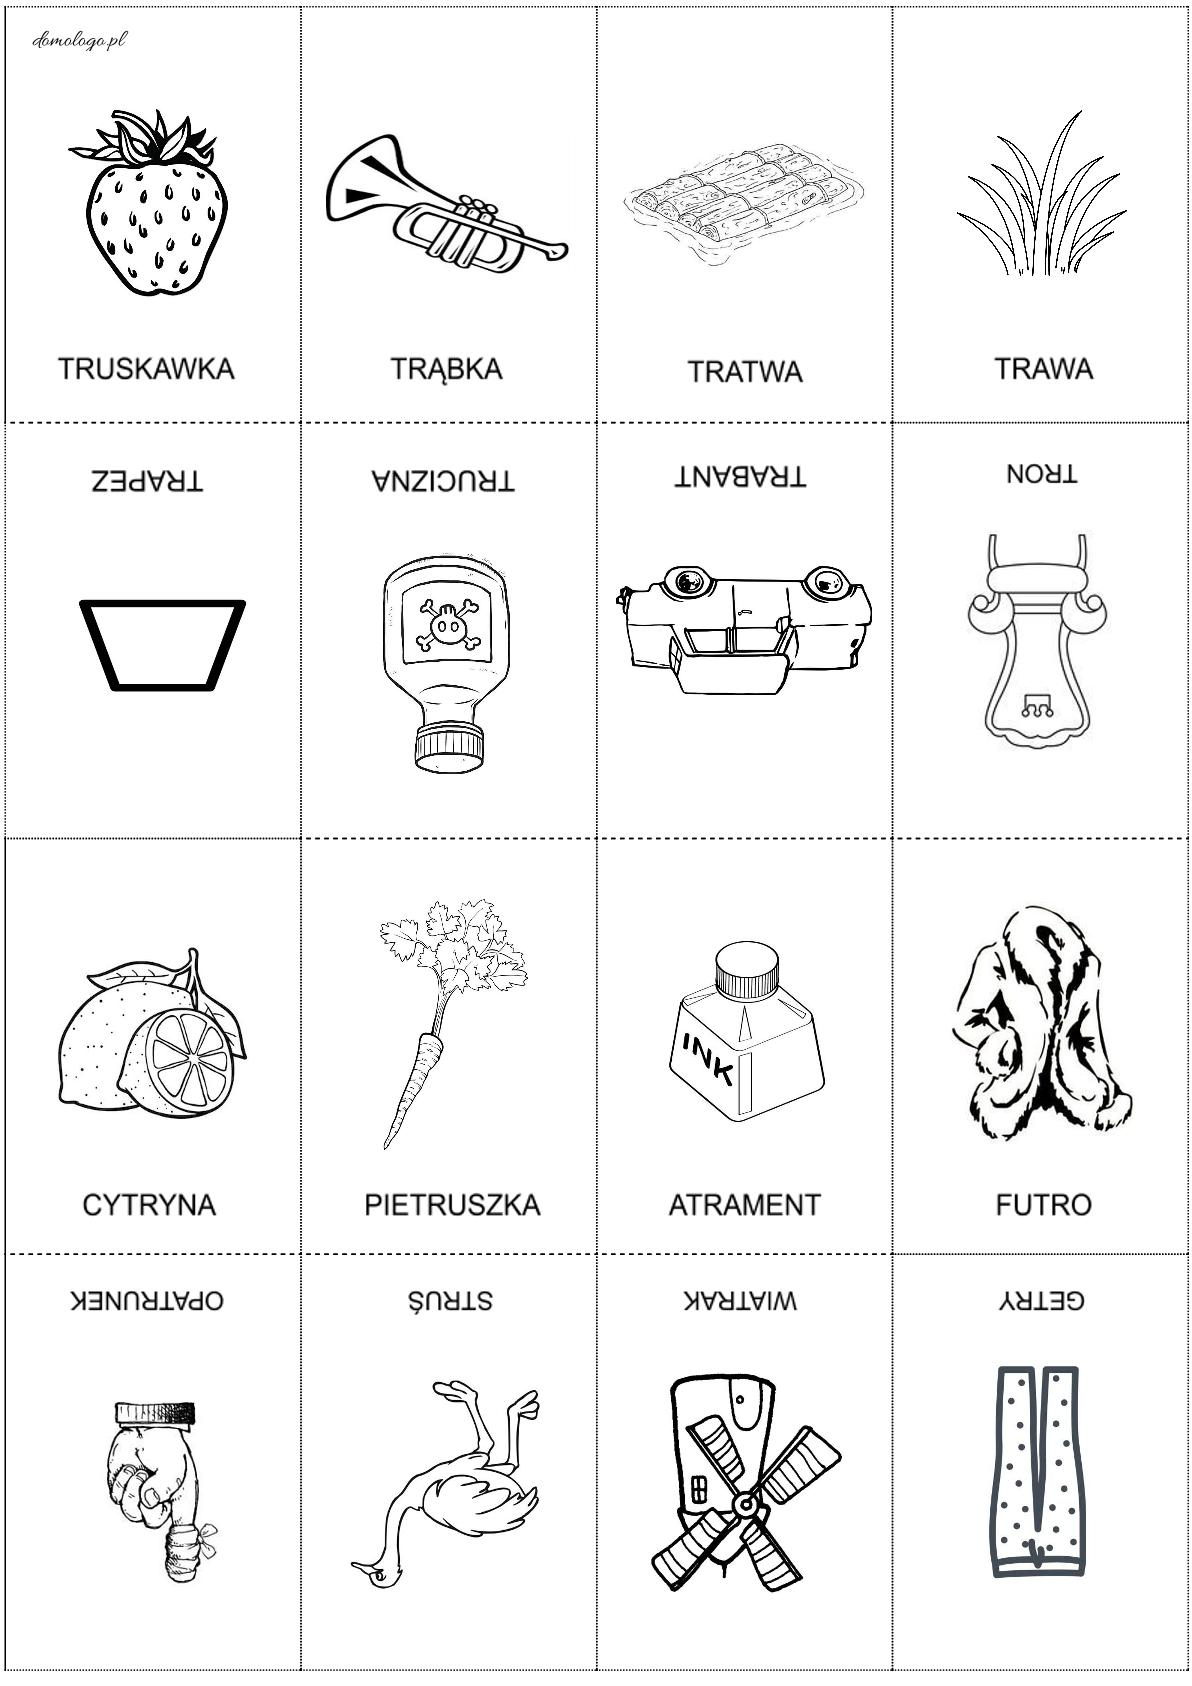 domologo.pl
TRUSKAWKA
TRĄBKA
TRATWA
TRAWA
TRAPEZ
TRUCIZNA
TRABANT
TRON
INK
CYTRYNA
PIETRUSZKA
ATRAMENT
FUTRO
OPATRUNEK
STRUŚ
WIATRAK
GETRY